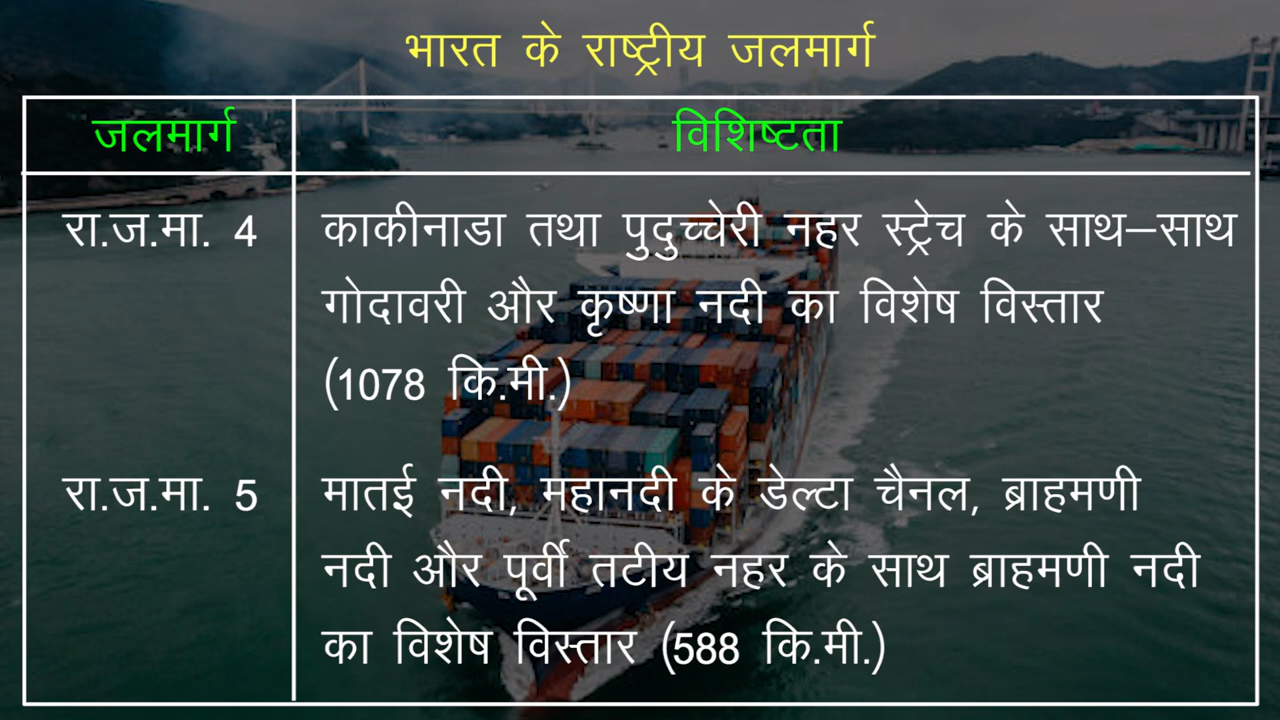 भारत के राष्ट्रीय जलमार्ग
जलमार्ग विशिष्टता
रा.ज.मा. 4 काकीनाडा तथा पुदुच्चेरी नहर स्ट्रेच के साथ–साथ
गोदावरी और कृष्णा नदी का विशेष विस्तार
(1078 कि.मी.)
रा.ज.मा. 5 मातई नदी, महानदी के डेल्टा चैनल, ब्राहमणी
नदी और पूर्वी तटीय नहर के साथ ब्राहमणी नदी
का विशेष विस्तार (588 कि.मी.)